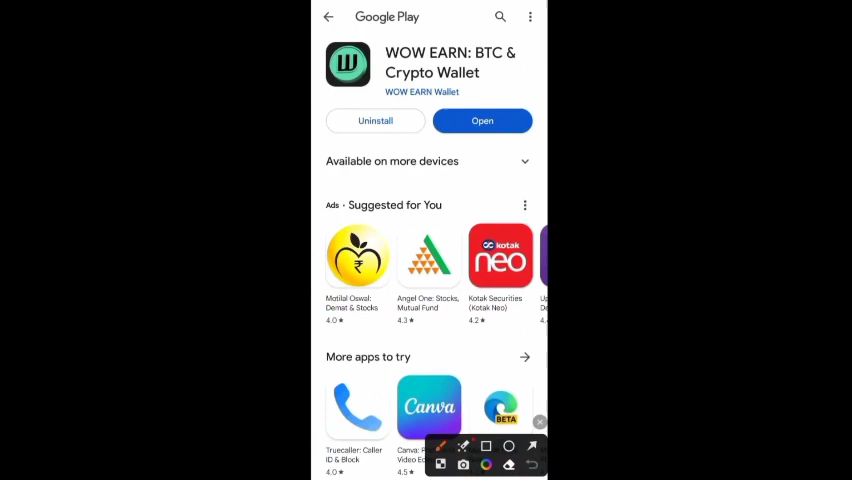 Google Play
WOW EARN: BTC &
Crypto Wallet
WOW EARN Wallet
Uninstall
Open
Available on more devices
Ads · Suggested for You
kotak
neo
Motilal Oswal:
Demat & Stocks
4.0★
Angel One: Stocks,
Mutual Fund
4.3★
Kotak Securities
(Kotak Neo)
4.2★
More apps to try
Canva
BETA
Truecaller: Caller
ID & Block
4.0★
Canva:
Video
4.5★